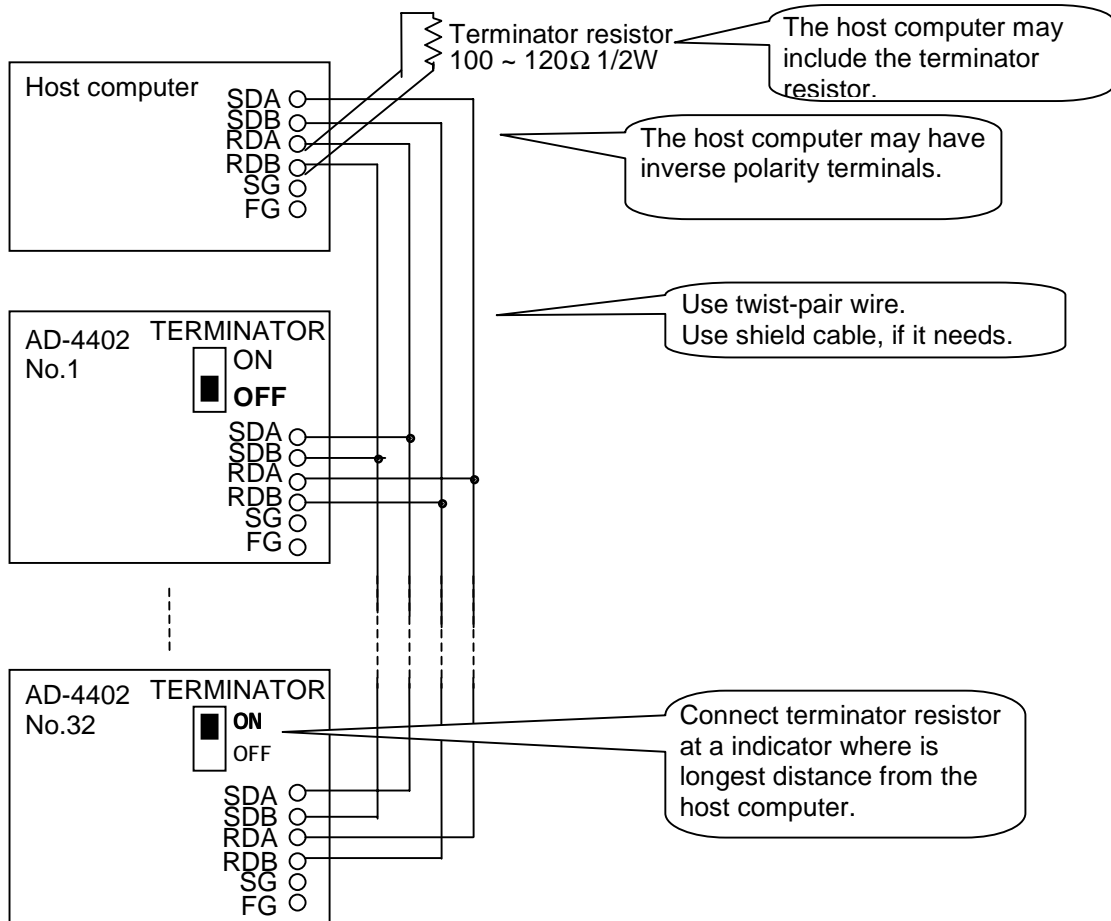 Terminator resistor
100 ~ 120Ω 1/2W
The host computer may
include the terminator
resistor.
Host computer
SDA
SDB
RDA
RDB
SG
FG
The host computer may have
inverse polarity terminals.
Use twist-pair wire.
Use shield cable, if it needs.
AD-4402
No.1
TERMINATOR
ON
OFF
SDA
SDB
RDA
RDB
SG
FG
AD-4402
No.32
TERMINATOR
ON
OFF
SDA
SDB
RDA
RDB
SG
FG
Connect terminator resistor
at a indicator where is
longest distance from the
host computer.